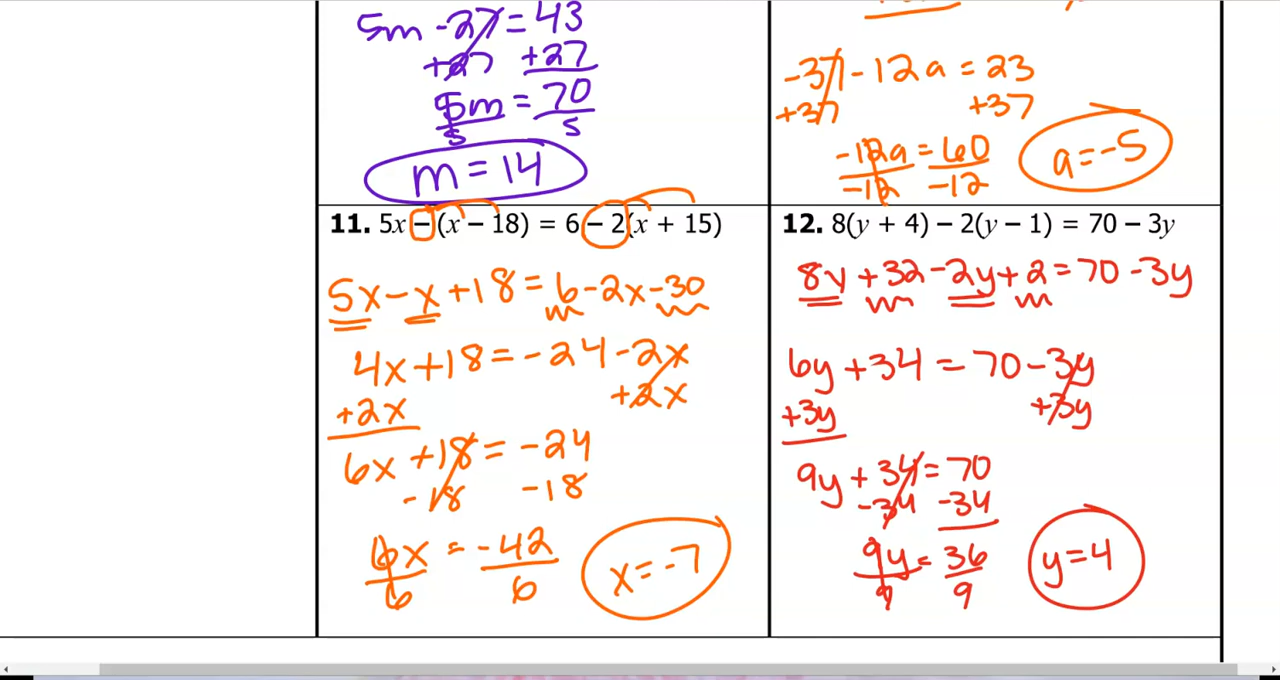 5m - 27 = 43
+27 +27
5m = 70
5 5
m = 14
-37 - 12a = 23
+37 +37
-12a = 60
-12 -12
a = -5
11. 5x – (x – 18) = 6 – 2(x + 15)
5x - x + 18 = 6 - 2x - 30
4x + 18 = -24 - 2x
+2x +2x
6x + 18 = -24
-18 -18
6x = -42
6 6
x = -7
12. 8(y + 4) – 2(y – 1) = 70 – 3y
8y + 32 - 2y + 2 = 70 - 3y
6y + 34 = 70 - 3y
+3y +3y
9y + 34 = 70
-34 -34
9y = 36
9 9
y = 4